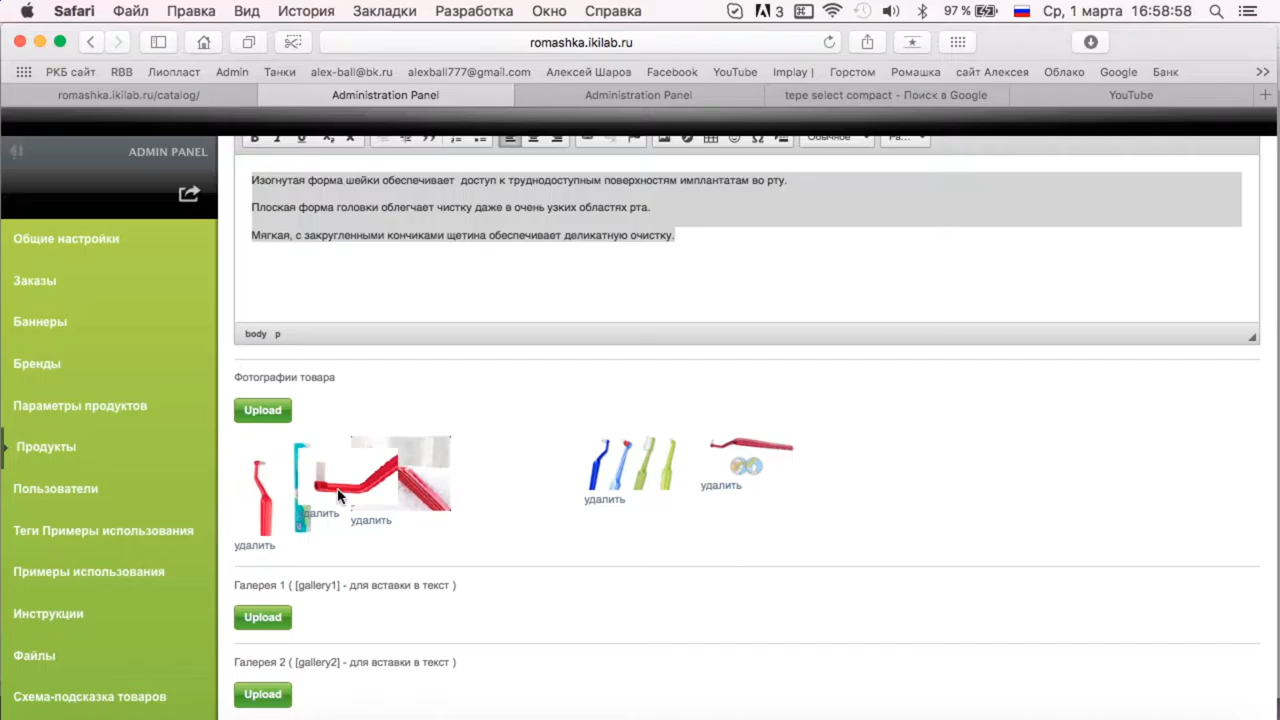 Safari Файл Правка Вид История Закладки Разработка Окно Справка 3 97 % Ср, 1 марта 16:58:58
romashka.ikilab.ru
РКБ сайт RBB Лиопласт Admin Танки alex-ball@bk.ru alexball777@gmail.com Алексей Шаров Facebook YouTube Implay | Горстом Ромашка сайт Алексея Облако Google Банк >>
romashka.ikilab.ru/catalog/ Administration Panel Administration Panel tepe select compact - Поиск в Google YouTube
ADMIN PANEL
Общие настройки
Заказы
Баннеры
Бренды
Параметры продуктов
Продукты
Пользователи
Теги Примеры использования
Примеры использования
Инструкции
Файлы
Схема-подсказка товаров
Обычное Ра...
Изогнутая форма шейки обеспечивает доступ к труднодоступным поверхностям имплантатам во рту.
Плоская форма головки облегчает чистку даже в очень узких областях рта.
Мягкая, с закругленными кончиками щетина обеспечивает деликатную очистку.
body p
Фотографии товара
Upload
удалить удалить удалить удалить удалить
Галерея 1 ( [gallery1] - для вставки в текст )
Upload
Галерея 2 ( [gallery2] - для вставки в текст )
Upload